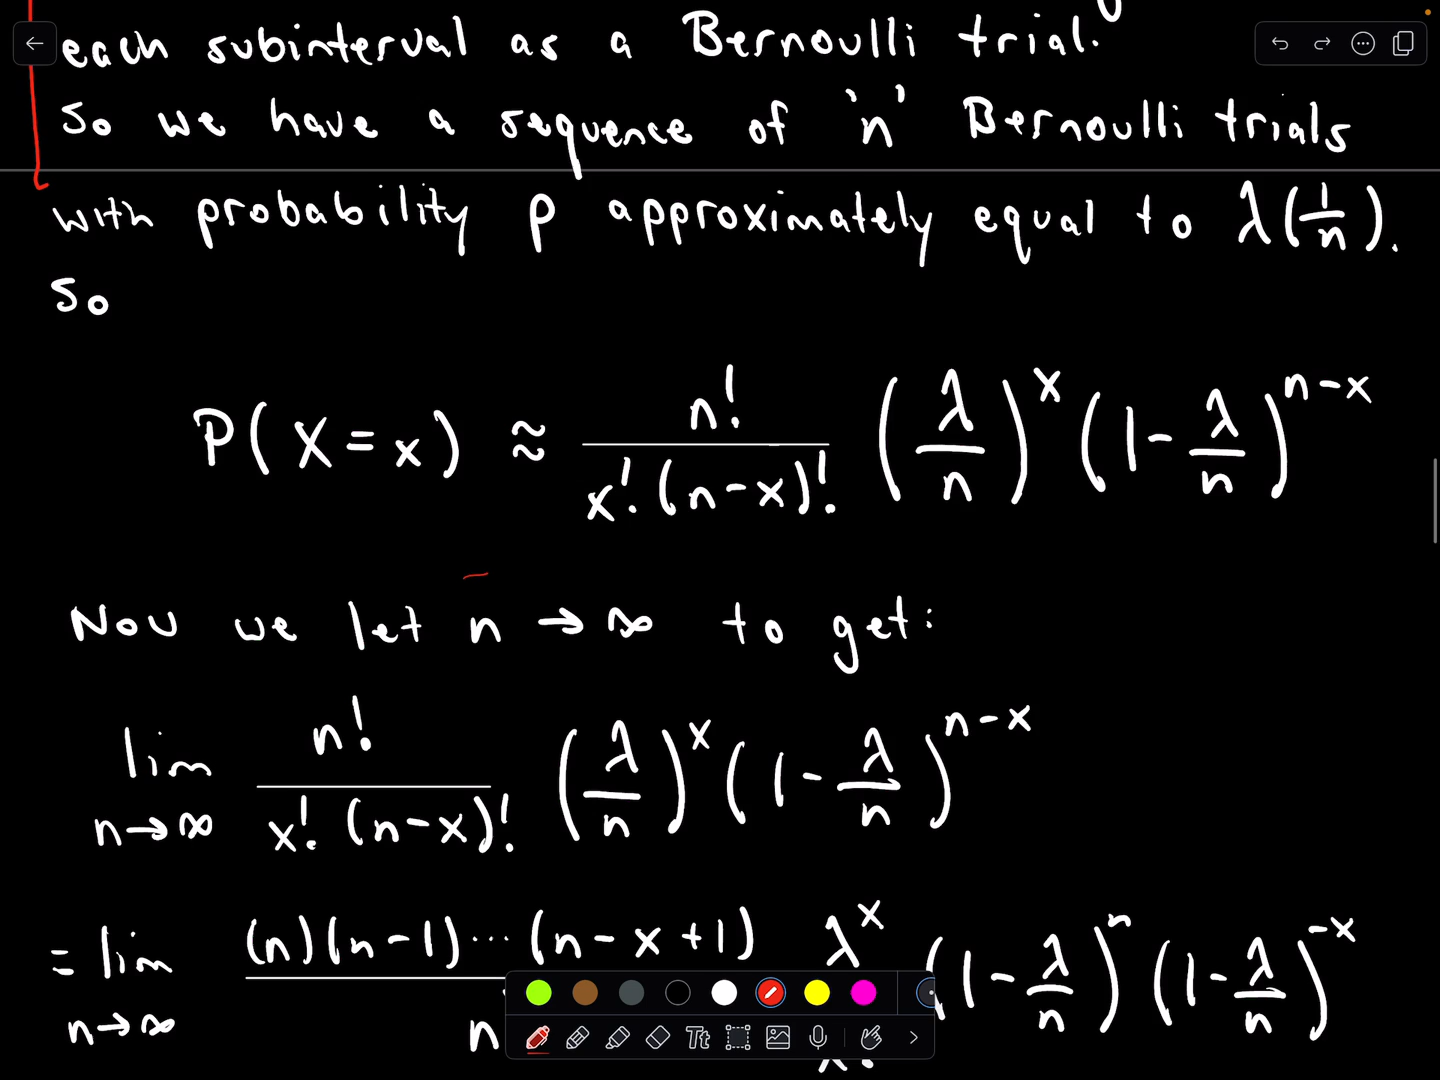 each subinterval as a Bernoulli trial.
So we have a sequence of 'n' Bernoulli trials
with probability p approximately equal to λ(1/n).
So
P(X=x) ≈ n!/(x!(n-x)!) (λ/n)^x (1-λ/n)^(n-x)
Now we let n → ∞ to get:
lim n→∞ n!/(x!(n-x)!) (λ/n)^x (1-λ/n)^(n-x)
= lim n→∞ (n)(n-1)...(n-x+1)/n λ^x (1-λ/n)^n (1-λ/n)^(-x)
Tt